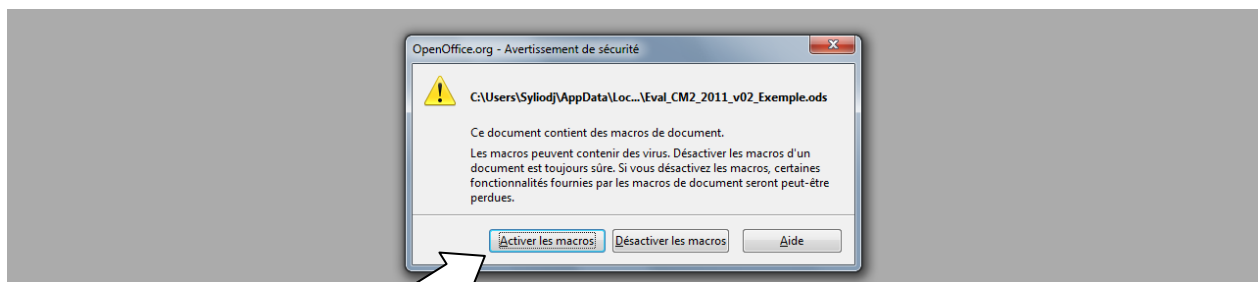 OpenOffice.org - Avertissement de sécurité
C:\Users\Syliodj\AppData\Loc...\Eval_CM2_2011_v02_Exemple.ods
Ce document contient des macros de document.
Les macros peuvent contenir des virus. Désactiver les macros d'un
document est toujours sûre. Si vous désactivez les macros, certaines
fonctionnalités fournies par les macros de document seront peut-être
perdues.
Activer les macros Désactiver les macros Aide